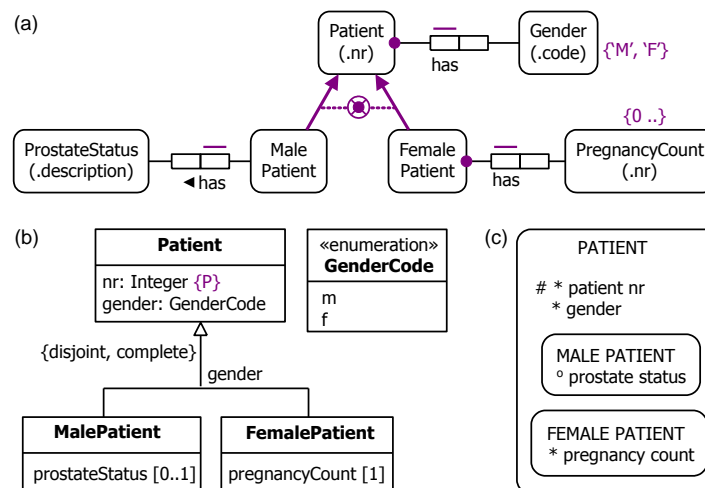 (a)
Patient
(.nr)
has
Gender
(.code)
{‘M’, ‘F’}
ProstateStatus
(.description)
◄ has
Male
Patient
Female
Patient
has
{0 ..}
PregnancyCount
(.nr)
(b)
Patient
nr: Integer {P}
gender: GenderCode
«enumeration»
GenderCode
m
f
{disjoint, complete}
gender
MalePatient
prostateStatus [0..1]
FemalePatient
pregnancyCount [1]
(c)
PATIENT
# * patient nr
* gender
MALE PATIENT
o prostate status
FEMALE PATIENT
* pregnancy count